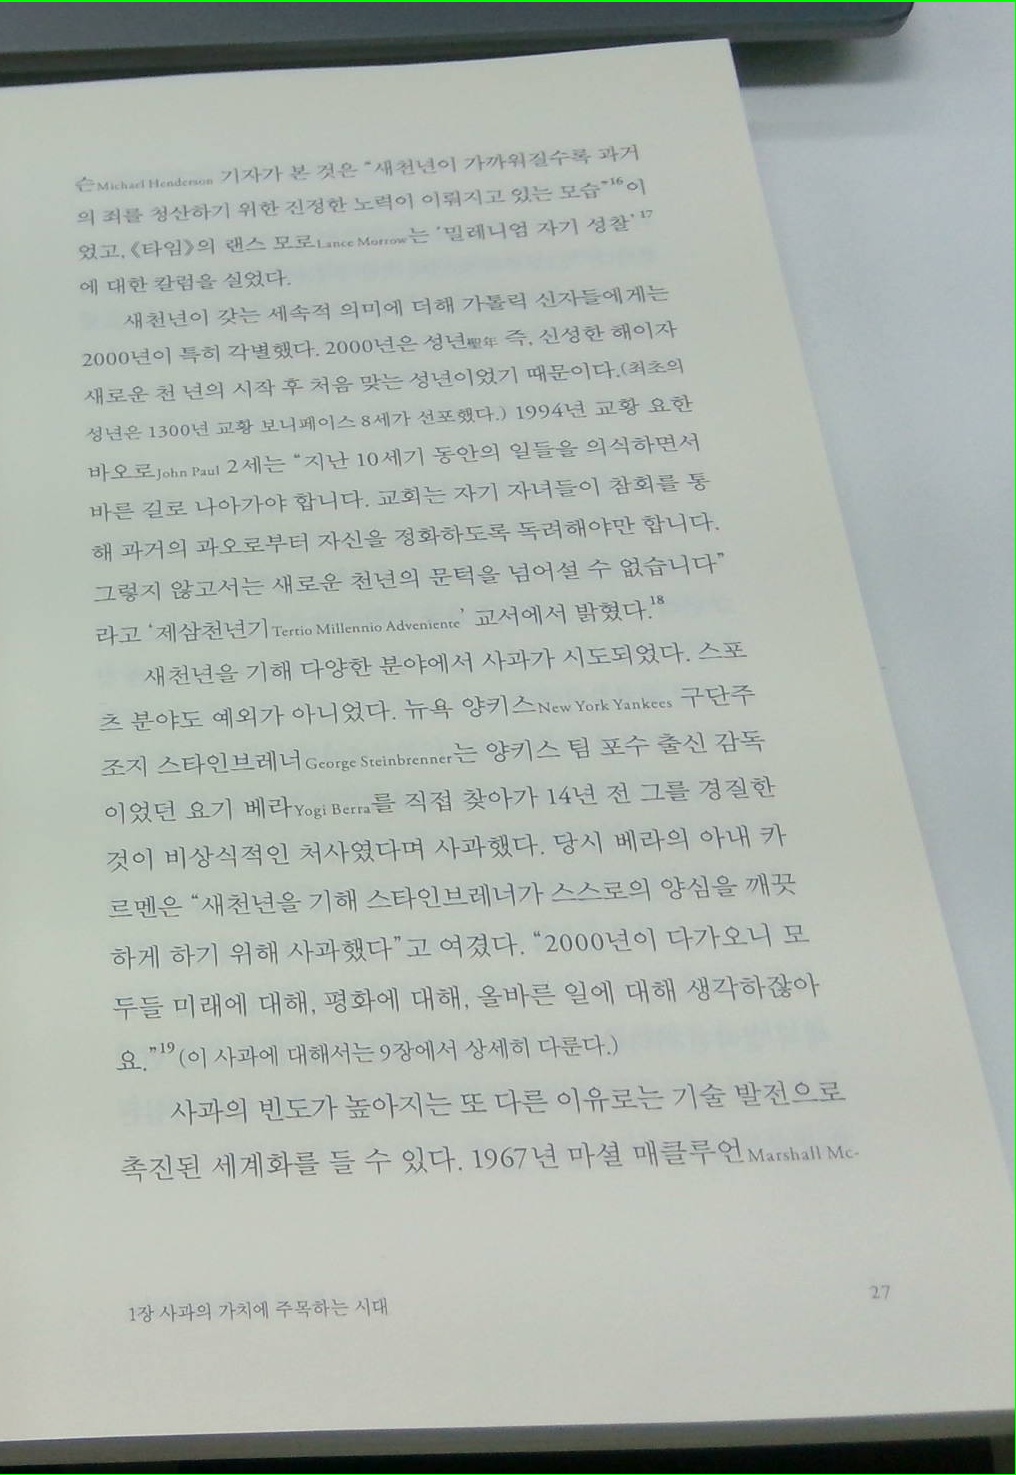 슨Michael Henderson 기자가 본 것은 “새천년이 가까워질수록 과거
의 죄를 청산하기 위한 진정한 노력이 이뤄지고 있는 모습”16이
었고, 《타임》의 랜스 모로Lance Morrow는 ‘밀레니엄 자기 성찰’17
에 대한 칼럼을 실었다.
새천년이 갖는 세속적 의미에 더해 가톨릭 신자들에게는
2000년이 특히 각별했다. 2000년은 성년聖年 즉, 신성한 해이자
새로운 천 년의 시작 후 처음 맞는 성년이었기 때문이다.(최초의
성년은 1300년 교황 보니페이스 8세가 선포했다.) 1994년 교황 요한
바오로John Paul 2세는 “지난 10세기 동안의 일들을 의식하면서
바른 길로 나아가야 합니다. 교회는 자기 자녀들이 참회를 통
해 과거의 과오로부터 자신을 정화하도록 독려해야만 합니다.
그렇지 않고서는 새로운 천년의 문턱을 넘어설 수 없습니다”
라고 ‘제삼천년기Tertio Millennio Adveniente’ 교서에서 밝혔다.18
새천년을 기해 다양한 분야에서 사과가 시도되었다. 스포
츠 분야도 예외가 아니었다. 뉴욕 양키스New York Yankees 구단주
조지 스타인브레너George Steinbrenner는 양키스 팀 포수 출신 감독
이었던 요기 베라Yogi Berra를 직접 찾아가 14년 전 그를 경질한
것이 비상식적인 처사였다며 사과했다. 당시 베라의 아내 카
르멘은 “새천년을 기해 스타인브레너가 스스로의 양심을 깨끗
하게 하기 위해 사과했다”고 여겼다. “2000년이 다가오니 모
두들 미래에 대해, 평화에 대해, 올바른 일에 대해 생각하잖아
요.”19(이 사과에 대해서는 9장에서 상세히 다룬다.)
사과의 빈도가 높아지는 또 다른 이유로는 기술 발전으로
촉진된 세계화를 들 수 있다. 1967년 마셜 매클루언Marshall Mc-
1장 사과의 가치에 주목하는 시대
27